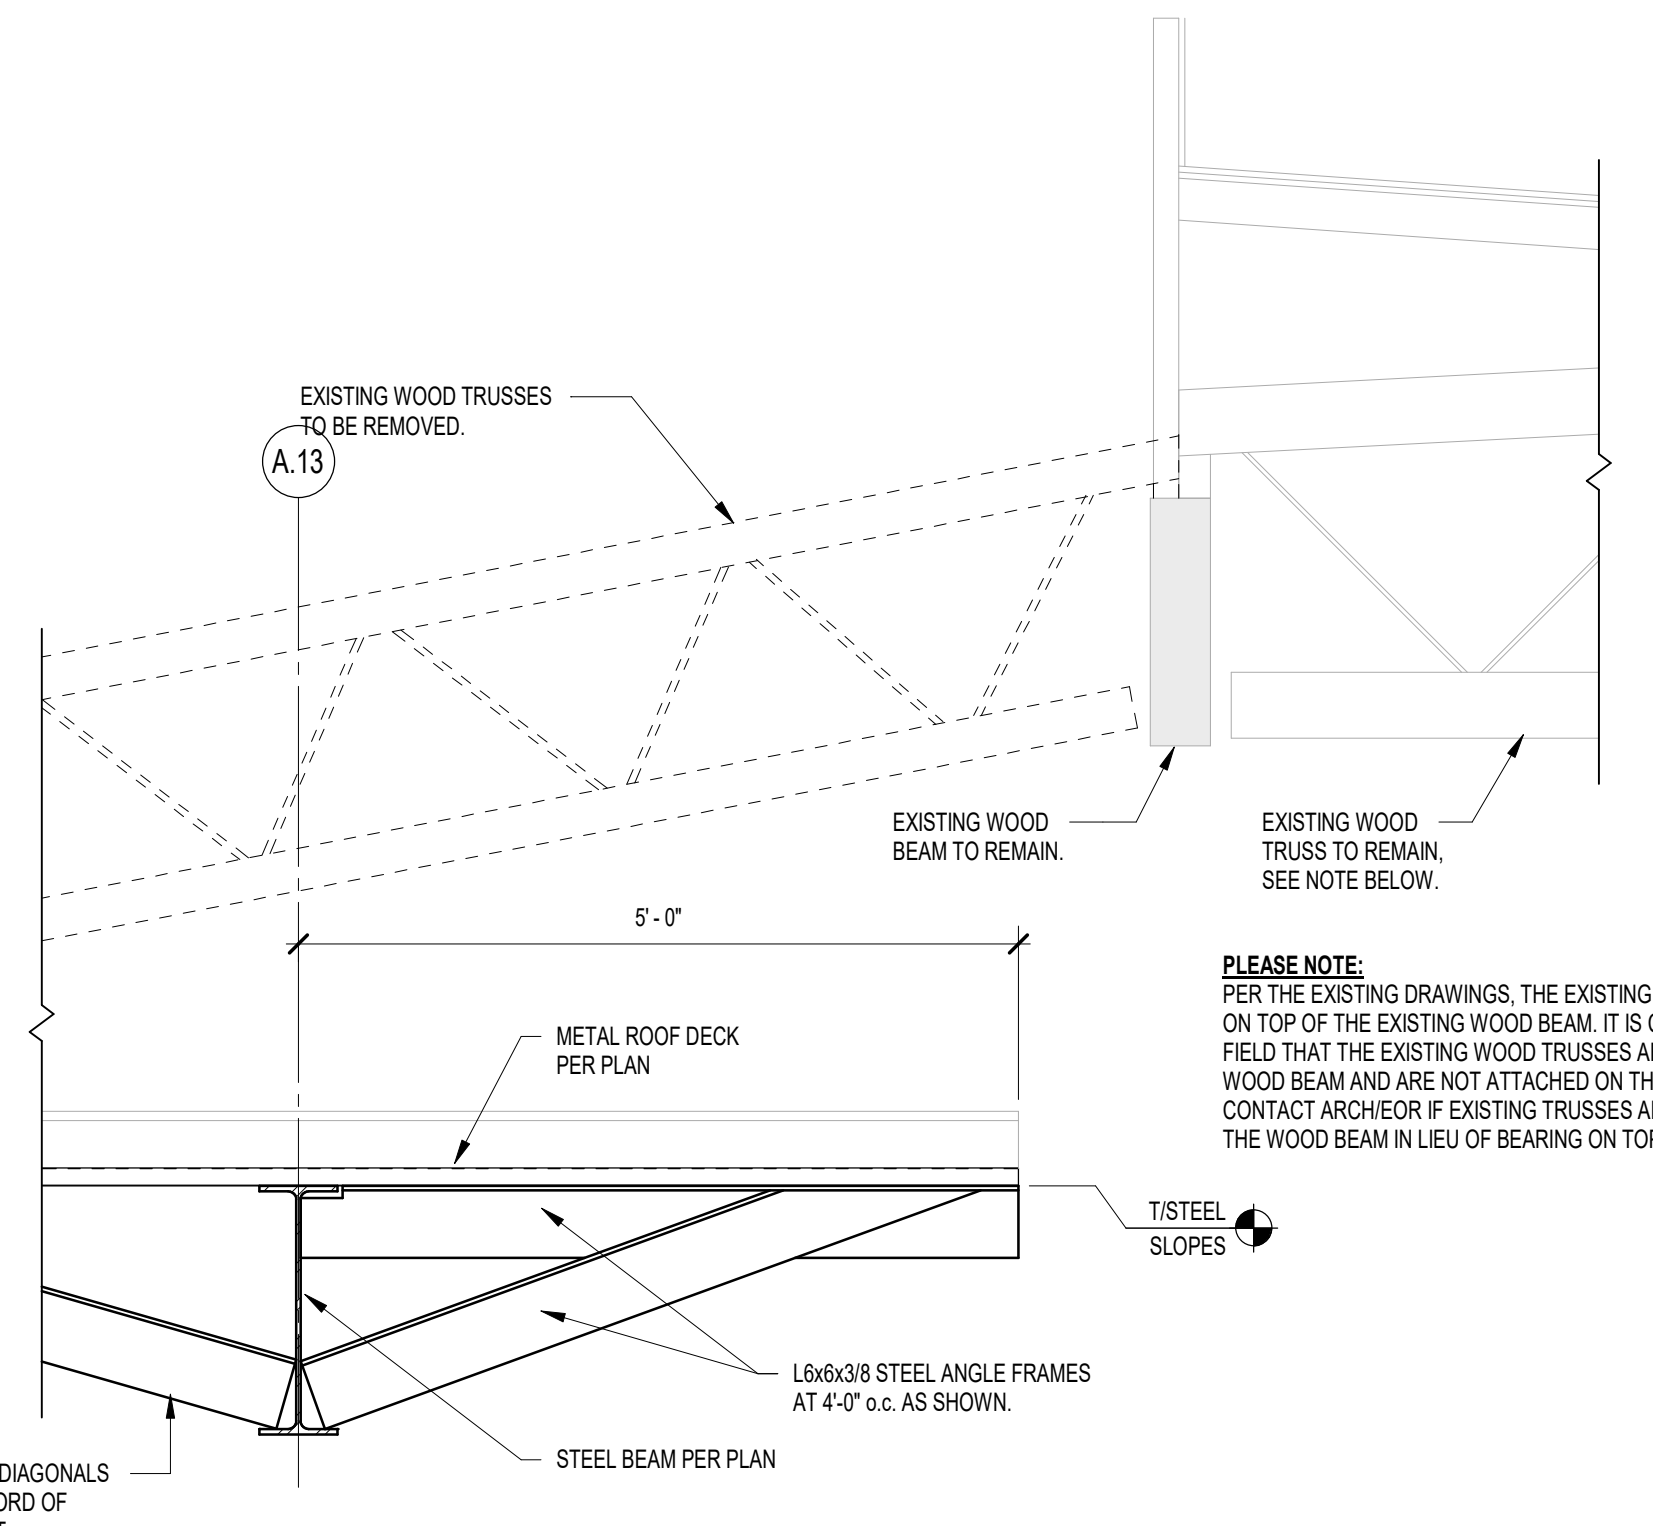 EXISTING WOOD TRUSSES
TO BE REMOVED.
A.13
EXISTING WOOD
BEAM TO REMAIN.
EXISTING WOOD
TRUSS TO REMAIN,
SEE NOTE BELOW.
5' - 0"
PLEASE NOTE:
PER THE EXISTING DRAWINGS, THE EXISTING
ON TOP OF THE EXISTING WOOD BEAM. IT IS
FIELD THAT THE EXISTING WOOD TRUSSES
WOOD BEAM AND ARE NOT ATTACHED ON
CONTACT ARCH/EOR IF EXISTING TRUSSES
THE WOOD BEAM IN LIEU OF BEARING ON
METAL ROOF DECK
PER PLAN
T/STEEL
SLOPES
L6x6x3/8 STEEL ANGLE FRAMES
AT 4'-0" o.c. AS SHOWN.
STEEL BEAM PER PLAN
DIAGONALS
OF